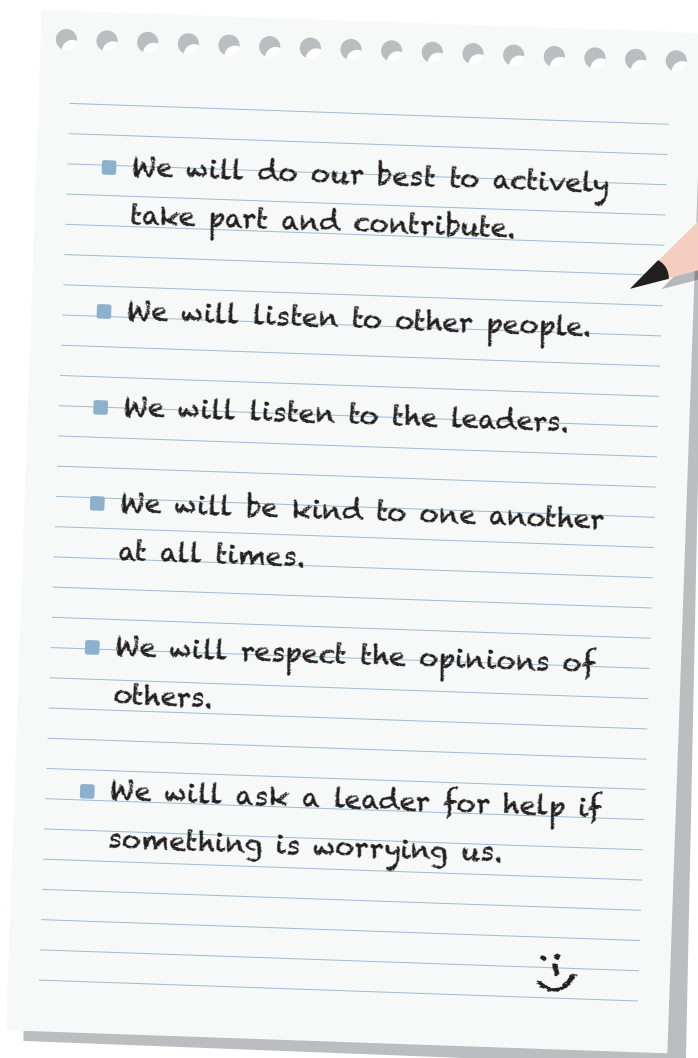 We will do our best to actively
take part and contribute.
We will listen to other people.
We will listen to the leaders.
We will be kind to one another
at all times.
We will respect the opinions of
others.
We will ask a leader for help if
something is worrying us.